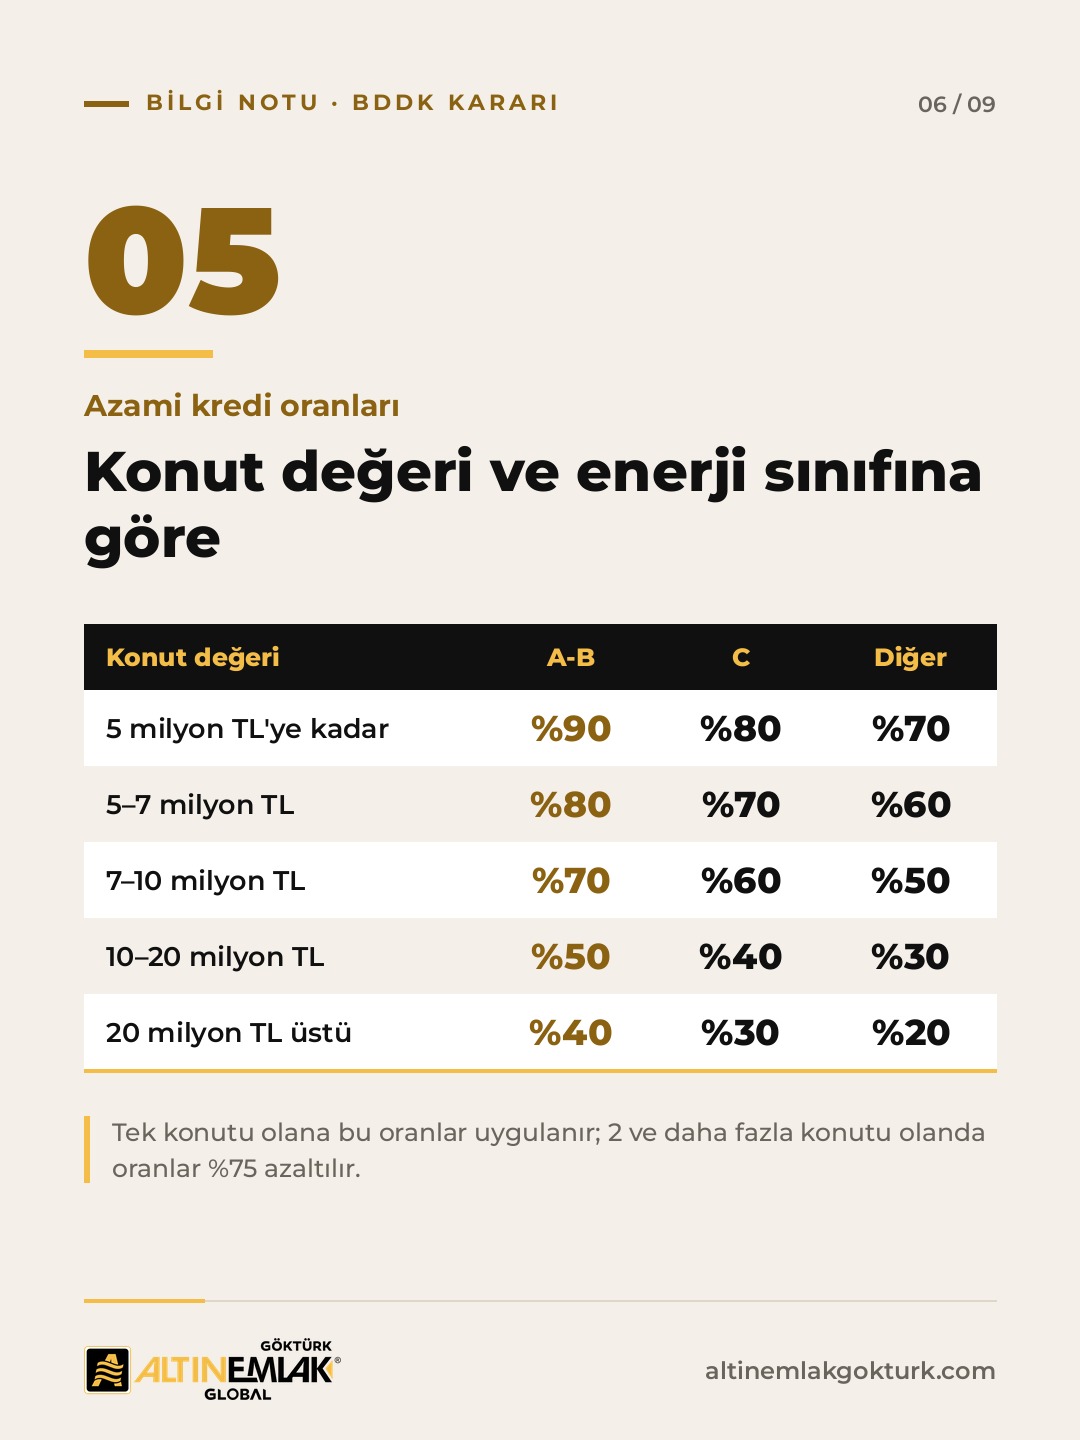 BİLGİ NOTU · BDDK KARARI
06 / 09
05
Azami kredi oranları
Konut değeri ve enerji sınıfına
göre
Konut değeri A-B C Diğer
5 milyon TL'ye kadar %90 %80 %70
5–7 milyon TL %80 %70 %60
7–10 milyon TL %70 %60 %50
10–20 milyon TL %50 %40 %30
20 milyon TL üstü %40 %30 %20
Tek konutu olana bu oranlar uygulanır; 2 ve daha fazla konutu olanda
oranlar %75 azaltılır.
GÖKTÜRK
ALTINEMLAK®
GLOBAL
altinemlakgokturk.com